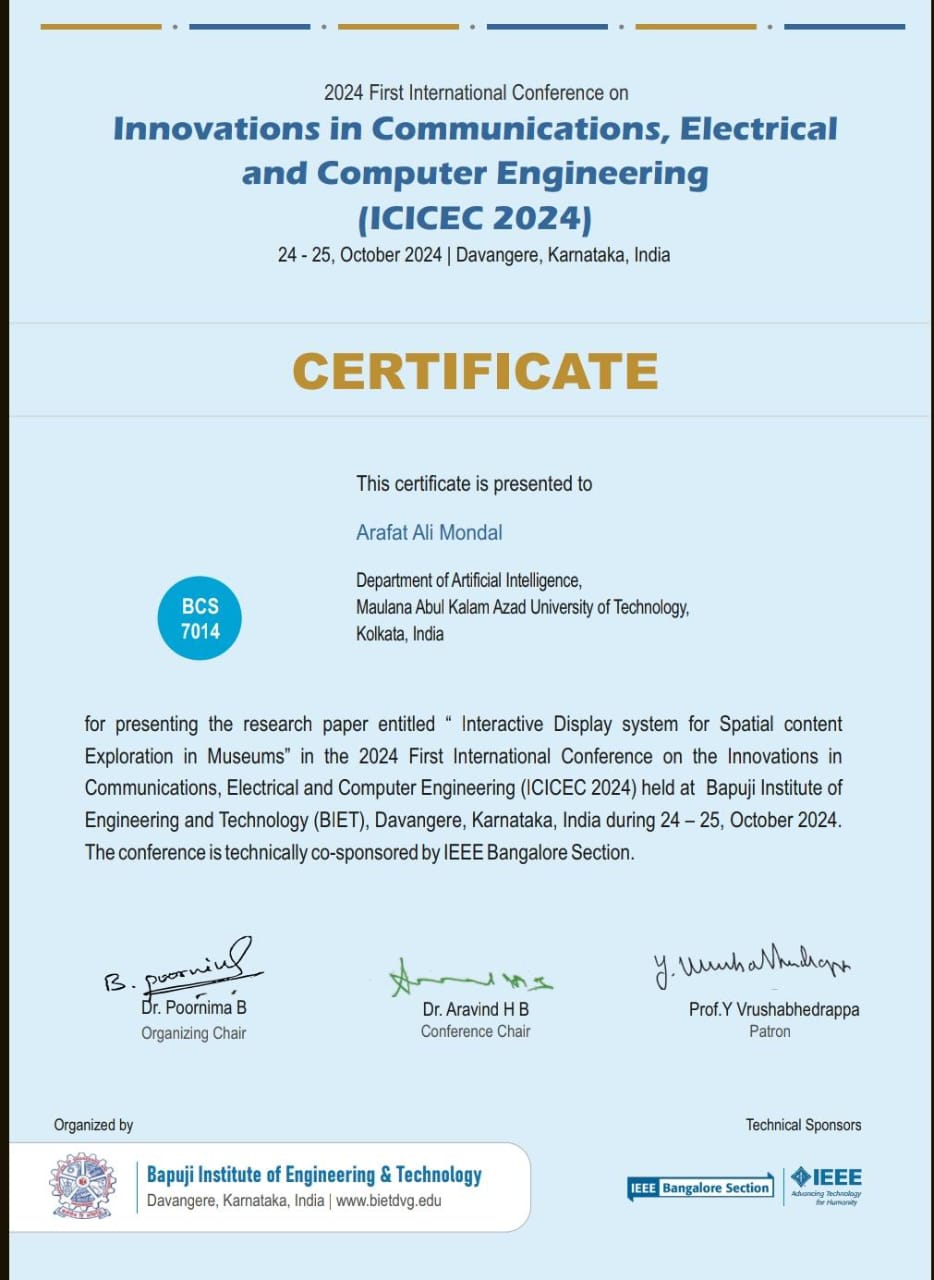 2024 First International Conference on
Innovations in Communications, Electrical
and Computer Engineering
(ICICEC 2024)
24 - 25, October 2024 | Davangere, Karnataka, India
CERTIFICATE
This certificate is presented to
Arafat Ali Mondal
Department of Artificial Intelligence,
Maulana Abul Kalam Azad University of Technology,
Kolkata, India
BCS
7014
for presenting the research paper entitled “ Interactive Display system for Spatial content
Exploration in Museums” in the 2024 First International Conference on the Innovations in
Communications, Electrical and Computer Engineering (ICICEC 2024) held at Bapuji Institute of
Engineering and Technology (BIET), Davangere, Karnataka, India during 24 – 25, October 2024.
The conference is technically co-sponsored by IEEE Bangalore Section.
B. Poornima
Dr. Poornima B
Organizing Chair
Dr. Aravind H B
Conference Chair
Y. Vrushabhendrappa
Prof.Y Vrushabhedrappa
Patron
Organized by
Bapuji Institute of Engineering & Technology
Davangere, Karnataka, India | www.bietdvg.edu
Technical Sponsors
IEEE Bangalore Section
IEEE
Advancing Technology
for Humanity